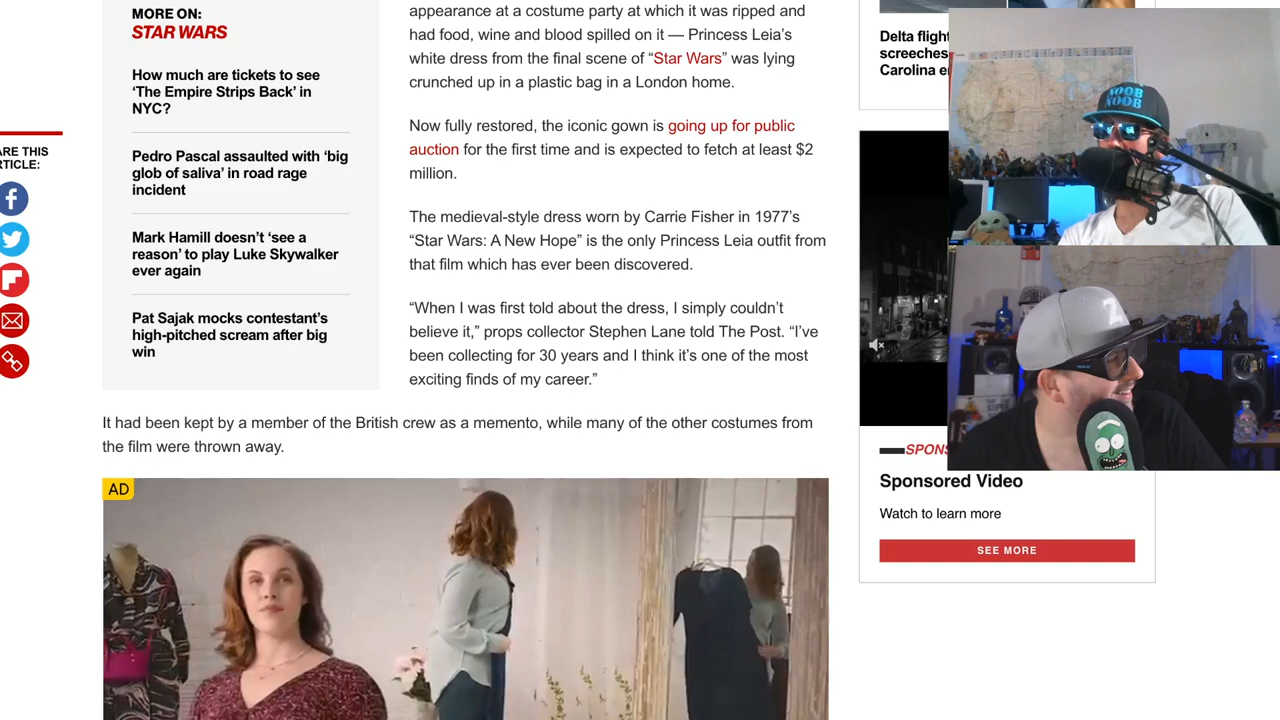 MORE ON:
STAR WARS
How much are tickets to see
‘The Empire Strips Back’ in
NYC?
Pedro Pascal assaulted with ‘big
glob of saliva’ in road rage
incident
Mark Hamill doesn’t ‘see a
reason’ to play Luke Skywalker
ever again
Pat Sajak mocks contestant’s
high-pitched scream after big
win
ARE THIS
RTICLE:
appearance at a costume party at which it was ripped and
had food, wine and blood spilled on it — Princess Leia’s
white dress from the final scene of “Star Wars” was lying
crunched up in a plastic bag in a London home.
Now fully restored, the iconic gown is going up for public
auction for the first time and is expected to fetch at least $2
million.
The medieval-style dress worn by Carrie Fisher in 1977’s
“Star Wars: A New Hope” is the only Princess Leia outfit from
that film which has ever been discovered.
“When I was first told about the dress, I simply couldn’t
believe it,” props collector Stephen Lane told The Post. “I’ve
been collecting for 30 years and I think it’s one of the most
exciting finds of my career.”
It had been kept by a member of the British crew as a memento, while many of the other costumes from
the film were thrown away.
AD
Delta flight
screeches
Carolina e
NOOB
NOOB
Z
SPONS
Sponsored Video
Watch to learn more
SEE MORE